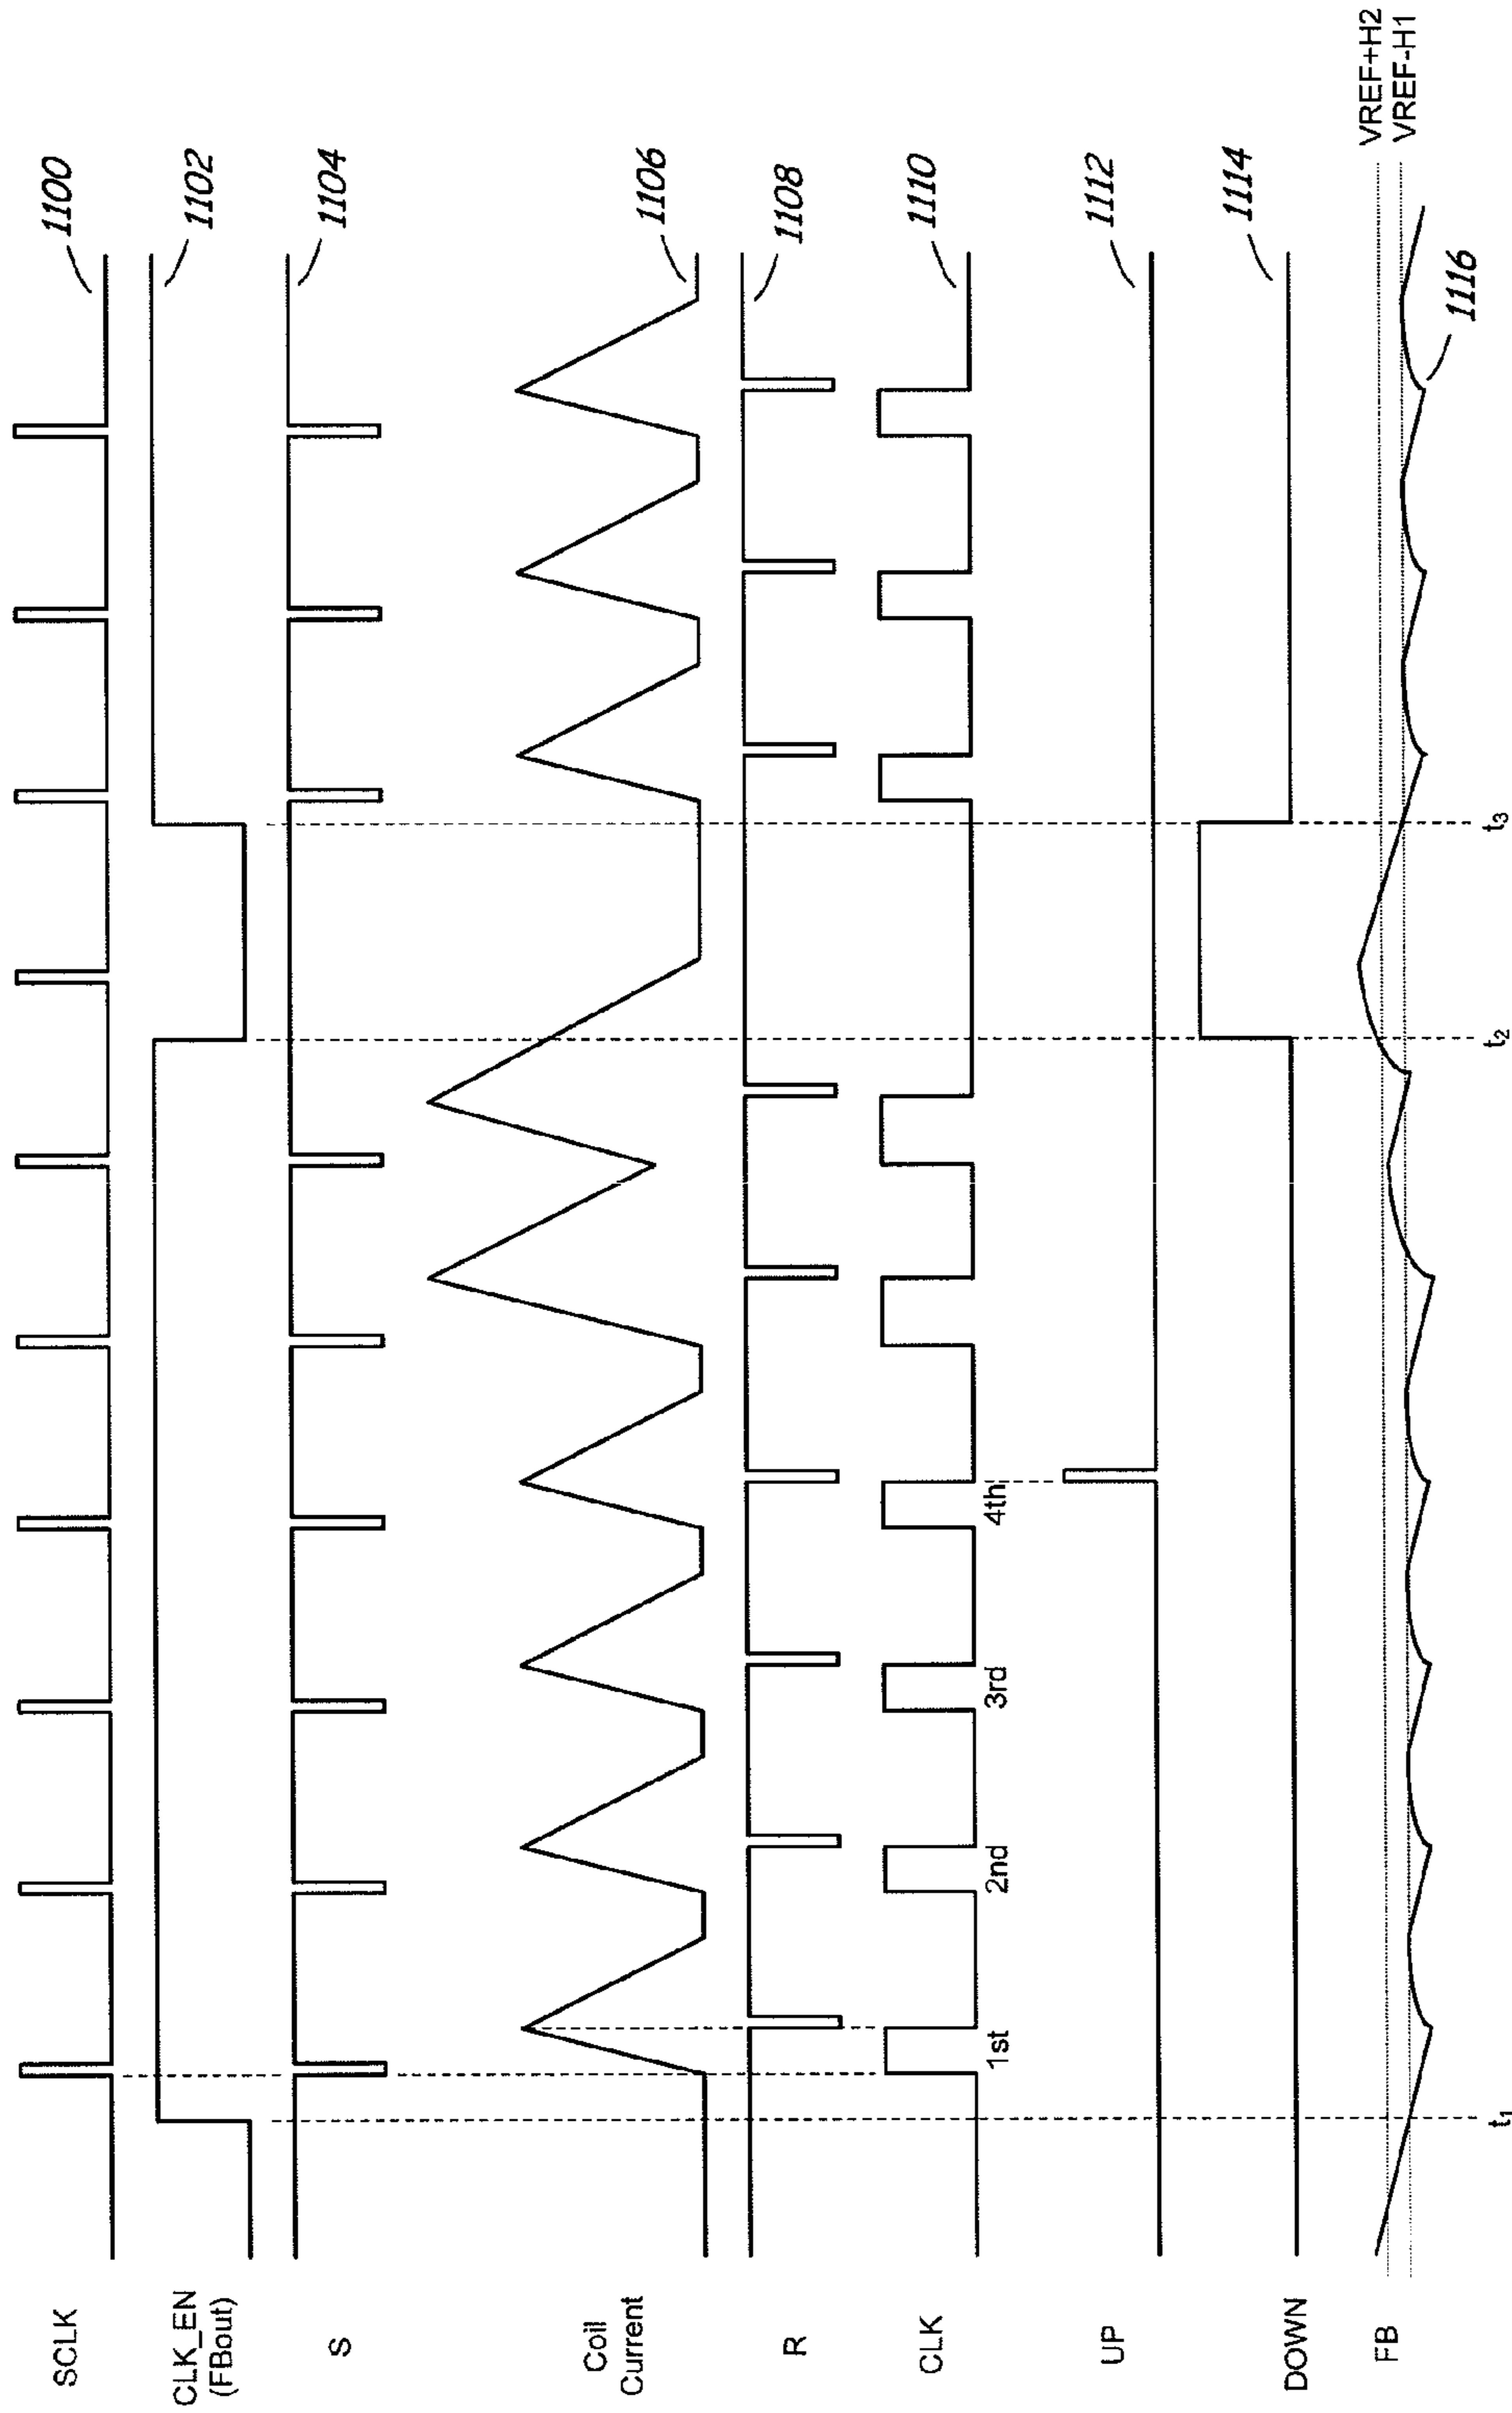 SCLK
1100
CLK_EN
(FBout)
1102
S
1104
Coil
Current
1106
R
1108
CLK
1st
2nd
3rd
4th
1110
UP
1112
DOWN
1114
FB
VREF+H2
VREF-H1
1116
t1
t2
t3